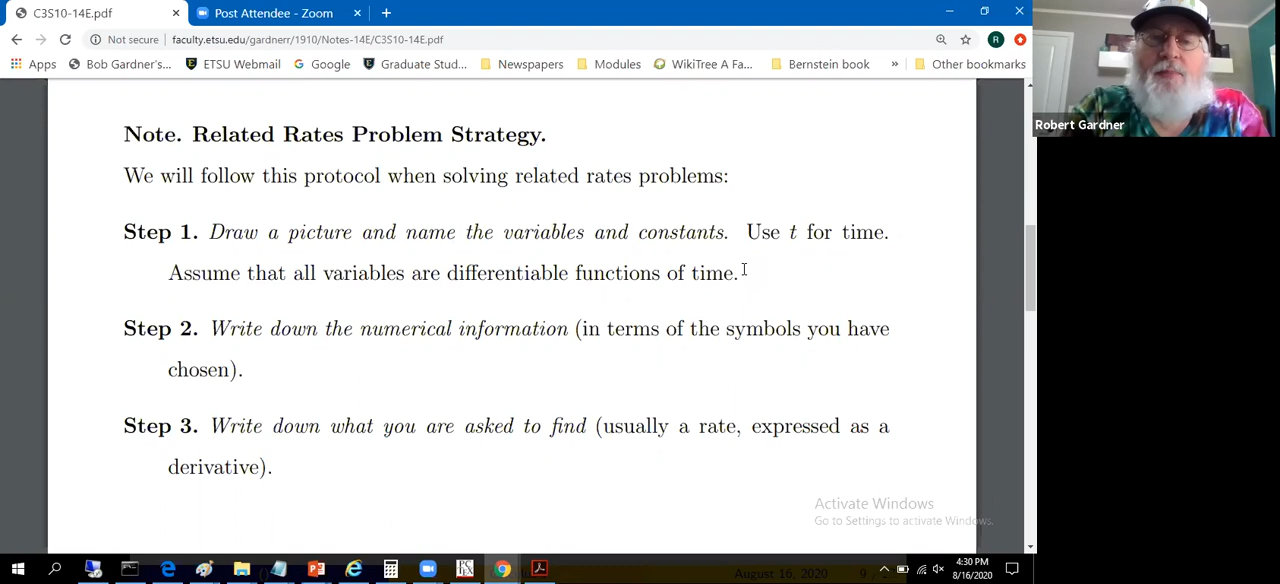 C3S10-14E.pdf
Post Attendee - Zoom
Not secure
faculty.etsu.edu/gardnerr/1910/Notes-14E/C3S10-14E.pdf
R
Apps
Bob Gardner's...
ETSU Webmail
Google
Graduate Stud...
Newspapers
Modules
WikiTree A Fa...
Bernstein book
»
Other bookmarks
Robert Gardner
Note. Related Rates Problem Strategy.
We will follow this protocol when solving related rates problems:
Step 1. Draw a picture and name the variables and constants. Use t for time.
Assume that all variables are differentiable functions of time.
Step 2. Write down the numerical information (in terms of the symbols you have
chosen).
Step 3. Write down what you are asked to find (usually a rate, expressed as a
derivative).
Activate Windows
Go to Settings to activate Windows.
August 16, 2020
4:30 PM
8/16/2020